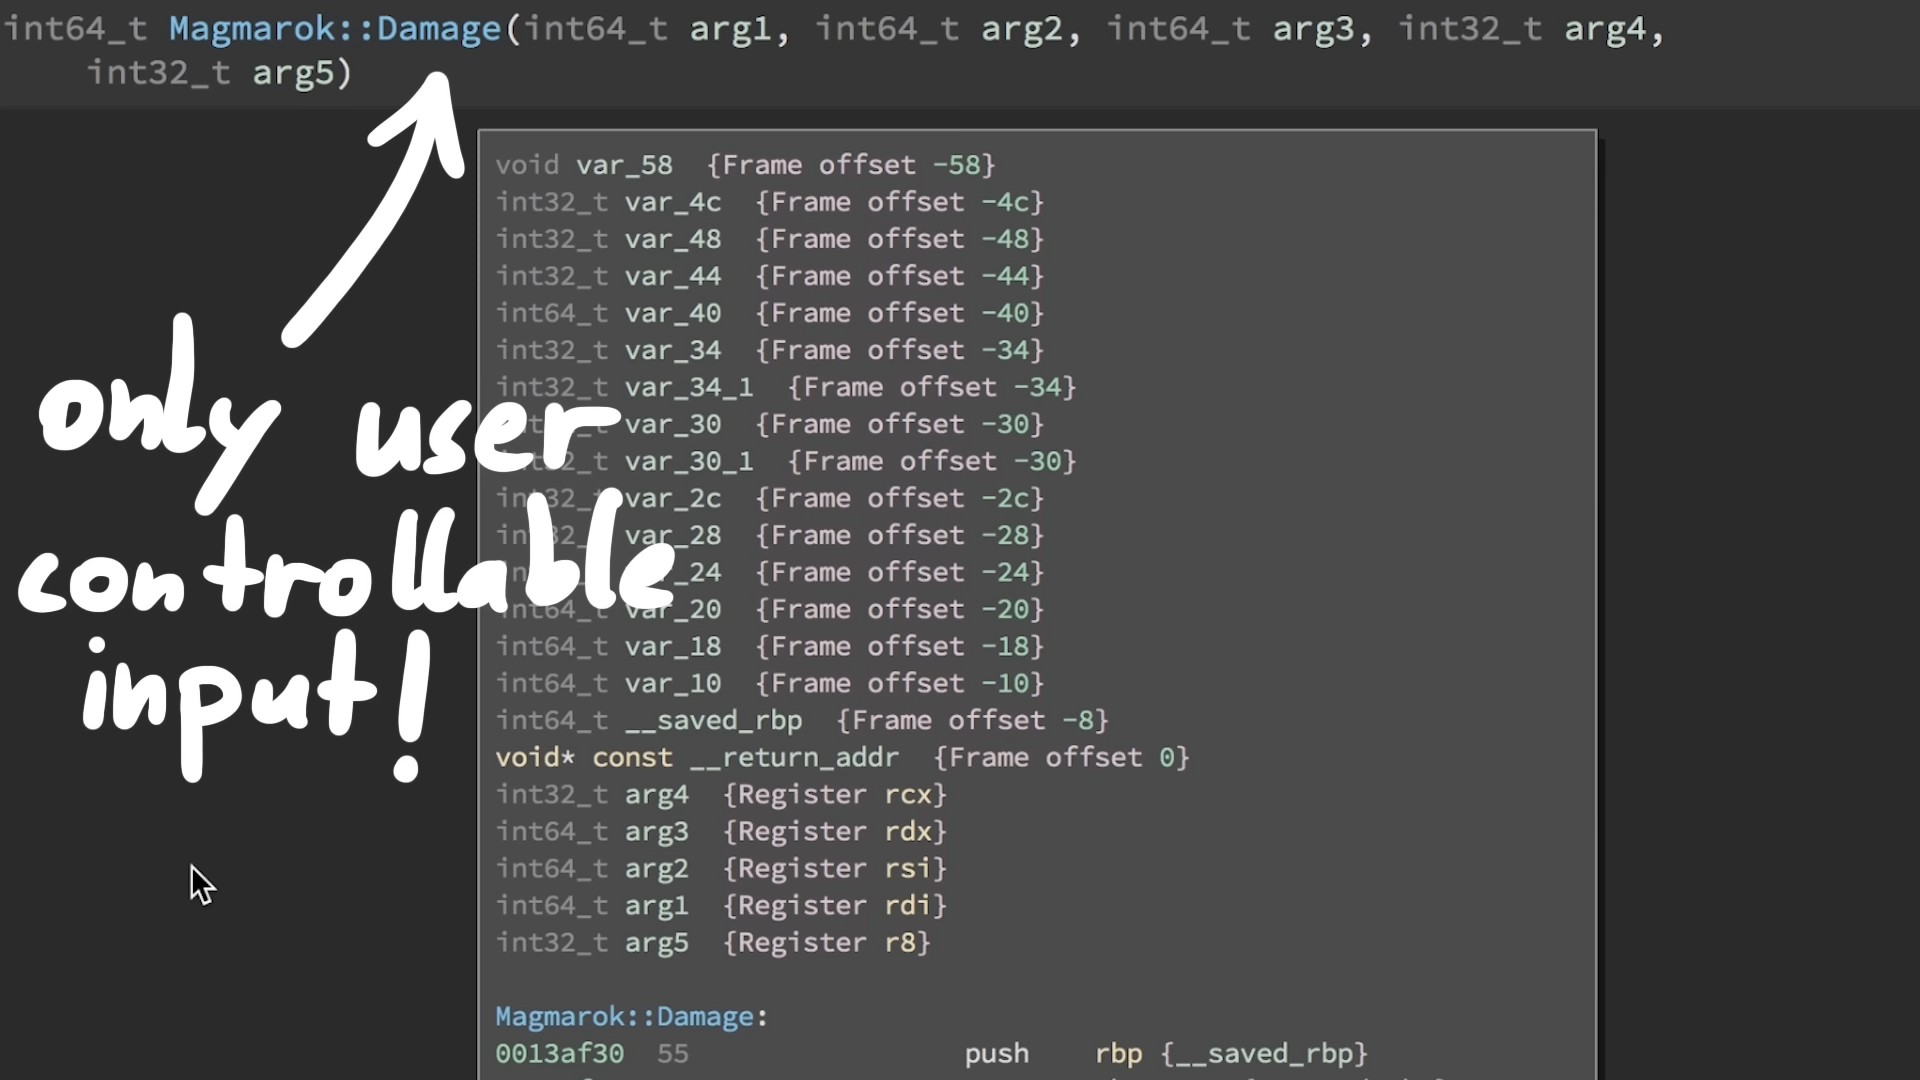 int64_t Magmarok::Damage(int64_t arg1, int64_t arg2, int64_t arg3, int32_t arg4,
int32_t arg5)
void var_58 {Frame offset -58}
int32_t var_4c {Frame offset -4c}
int32_t var_48 {Frame offset -48}
int32_t var_44 {Frame offset -44}
int64_t var_40 {Frame offset -40}
int32_t var_34 {Frame offset -34}
int32_t var_34_1 {Frame offset -34}
var_30 {Frame offset -30}
var_30_1 {Frame offset -30}
int32_t var_2c {Frame offset -2c}
var_28 {Frame offset -28}
{Frame offset -24}
int64_t var_20 {Frame offset -20}
int64_t var_18 {Frame offset -18}
int64_t var_10 {Frame offset -10}
int64_t __saved_rbp {Frame offset -8}
void* const __return_addr {Frame offset 0}
int32_t arg4 {Register rcx}
int64_t arg3 {Register rdx}
int64_t arg2 {Register rsi}
int64_t arg1 {Register rdi}
int32_t arg5 {Register r8}
Magmarok::Damage:
0013af30 55 push rbp {__saved_rbp}
only user
controllable
input!